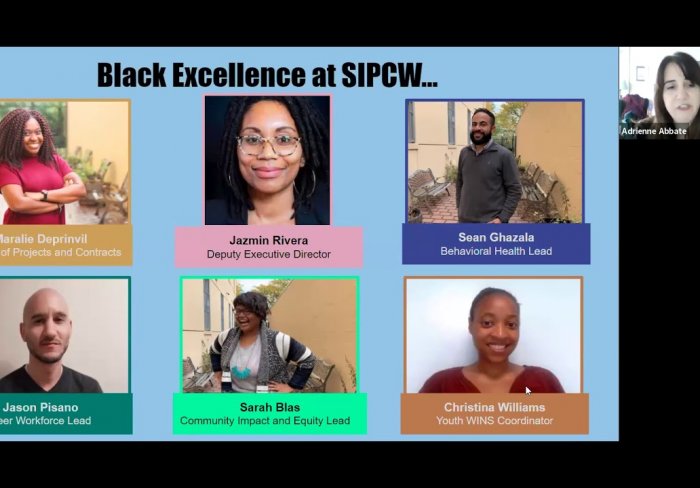 Black Excellence at SIPCW...
Adrienne Abbate
Maralie Deprinvil
of Projects and Contracts
Jazmin Rivera
Deputy Executive Director
Sean Ghazala
Behavioral Health Lead
Jason Pisano
Workforce Lead
Sarah Blas
Community Impact and Equity Lead
Christina Williams
Youth WINS Coordinator